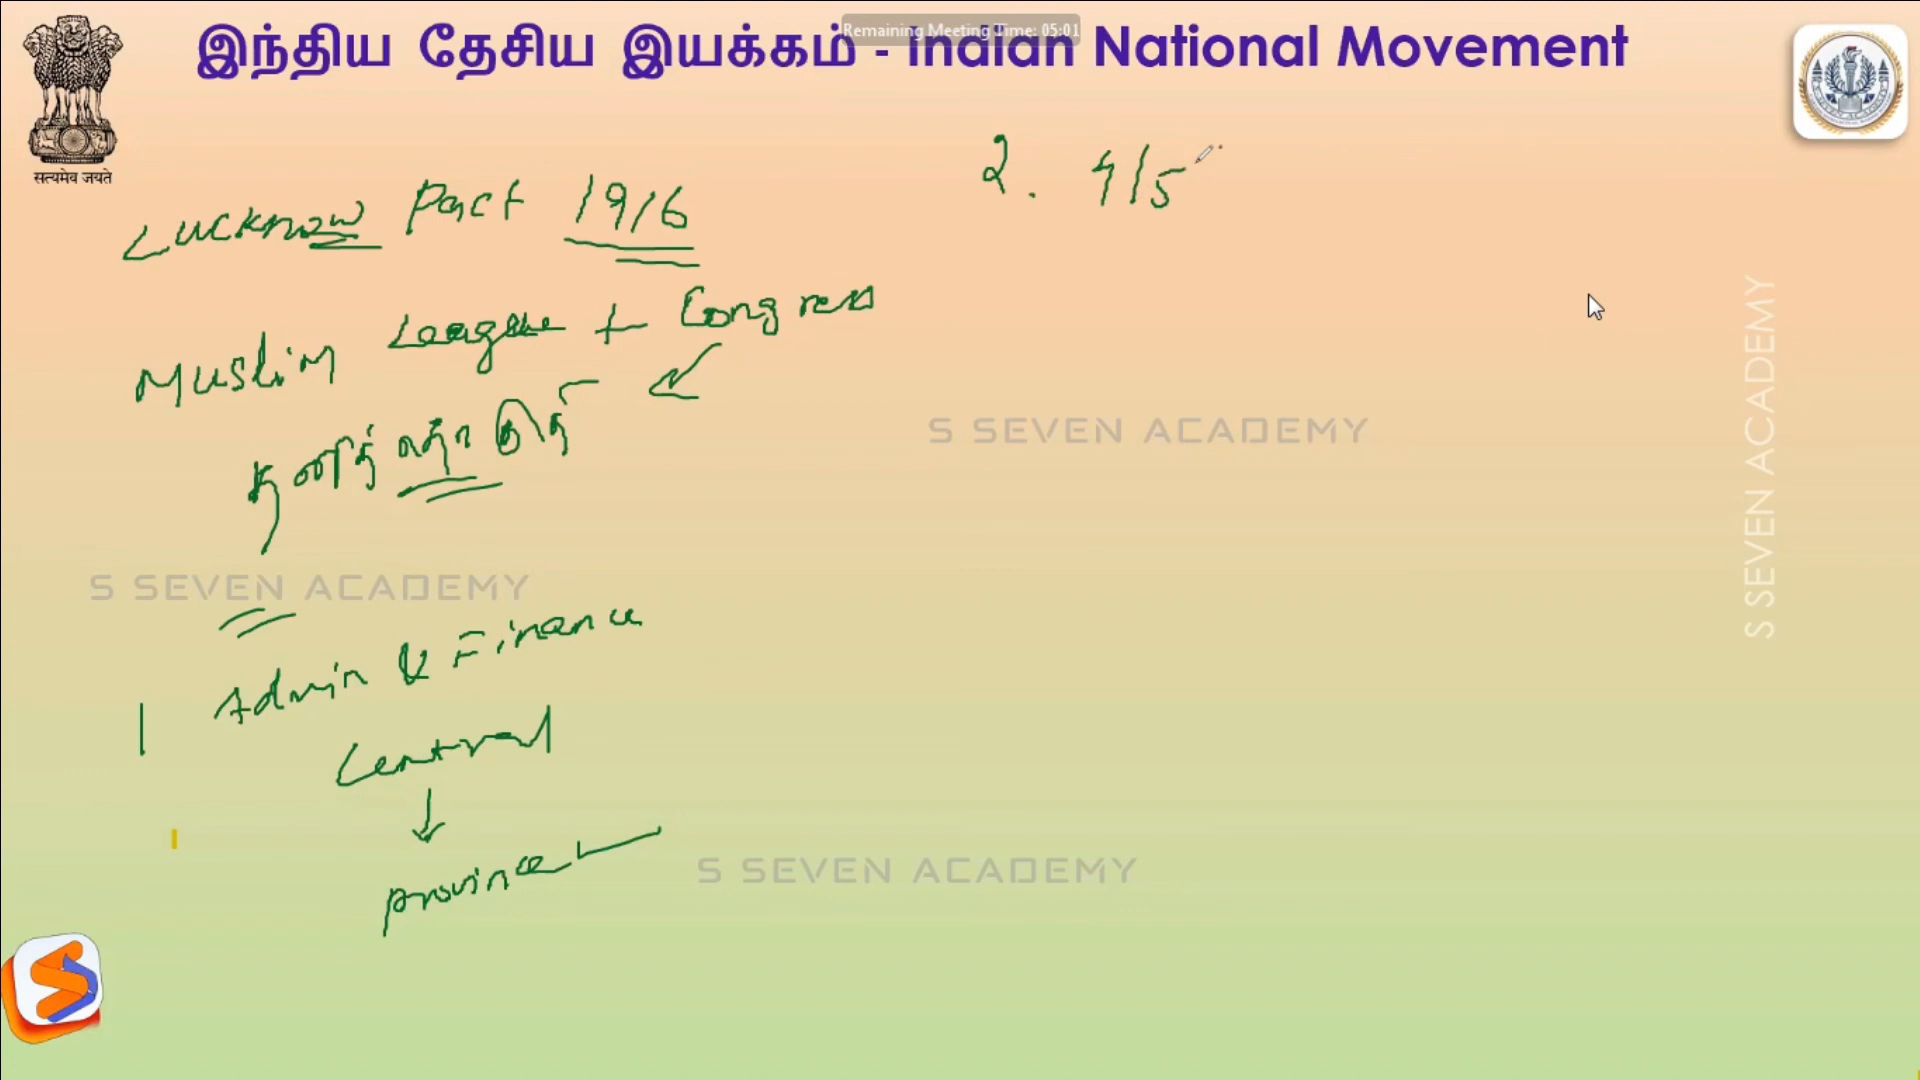 Remaining Meeting Time: 05:01
இந்திய தேசிய இயக்கம் - Indian National Movement
सत्यमेव जयते
Lucknow Pact 1916
Muslim League + Congress
தனித் தொகுதி
1 Admin & Finance
Central
↓
province
2. 4/5
S SEVEN ACADEMY
S SEVEN ACADEMY
S SEVEN ACADEMY
S SEVEN ACADEMY